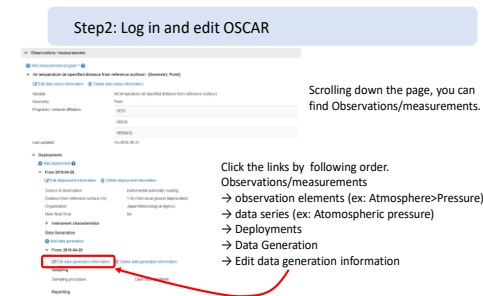 Step2: Log in and edit OSCAR
Observations / measurements
Add measurement program
Air temperature (at specified distance from reference surface) - [Geometry: Point]
Edit data series information Delete data series information
Variable Air temperature (at specified distance from reference surface)
Geometry Point
Programs / network affiliation GCOS
Last updated
Deployments
Add deployment
From 2016-04-20
Edit deployment information Delete deployment information
Source of observation Instrumental automatic reading
Distance from reference surface (m)
Organization Japan Meteorological Agency
Near Real Time No
Instrument characteristics
Data Generation
Add data generation
From 2016-04-20
Edit data generation information Delete data generation information
Sampling
Sampling procedure
Reporting
Scrolling down the page, you can
find Observations/measurements.
Click the links by following order.
Observations/measurements
→ observation elements (ex: Atmosphere>Pressure)
→ data series (ex: Atomospheric pressure)
→ Deployments
→ Data Generation
→ Edit data generation information